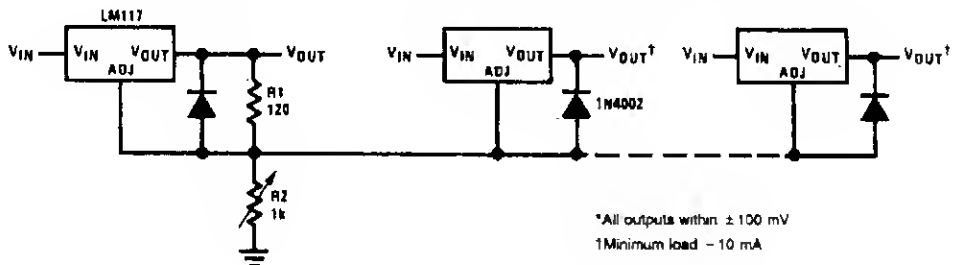 LM117
VIN VIN VOUT VOUT
ADJ
R1
120
R2
1k
VIN VIN VOUT VOUT†
ADJ
1N4002
VIN VIN VOUT VOUT†
ADJ
*All outputs within ± 100 mV
†Minimum load – 10 mA